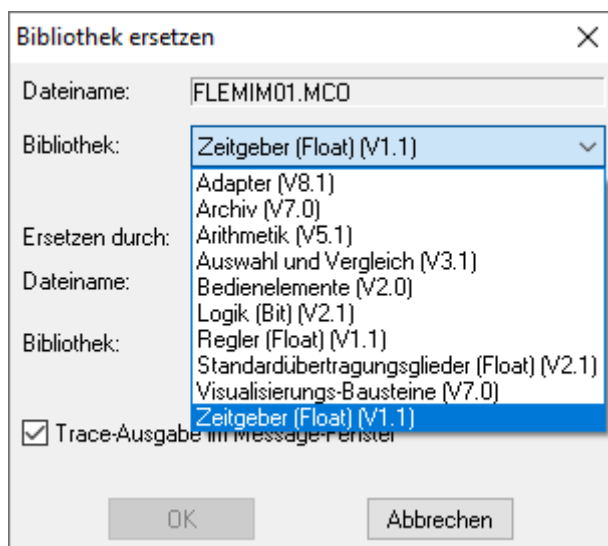 Bibliothek ersetzen
Dateiname: FLEMIM01.MCO
Bibliothek: Zeitgeber (Float) (V1.1)
Adapter (V8.1)
Archiv (V7.0)
Arithmetik (V5.1)
Auswahl und Vergleich (V3.1)
Bedienelemente (V2.0)
Logik (Bit) (V2.1)
Regler (Float) (V1.1)
Standardübertragungsglieder (Float) (V2.1)
Visualisierungs-Bausteine (V7.0)
Zeitgeber (Float) (V1.1)
Ersetzen durch:
Dateiname:
Bibliothek:
Trace-Ausgabe im Message-Fenster
OK Abbrechen